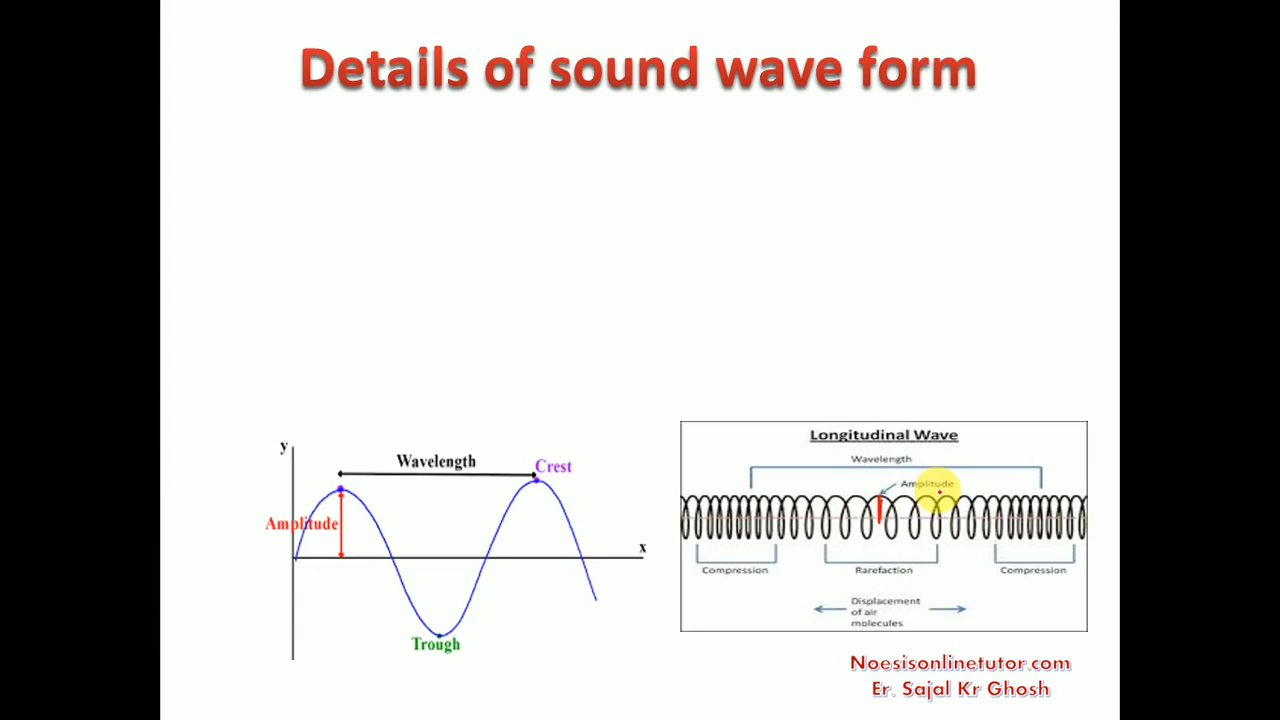 Details of sound wave form
y
Wavelength
Crest
Amplitude
x
Trough
Longitudinal Wave
Wavelength
Amplitude
Compression
Rarefaction
Compression
Displacement
of air
molecules
Noesisonlinetutor.com
Er. Sajal Kr Ghosh